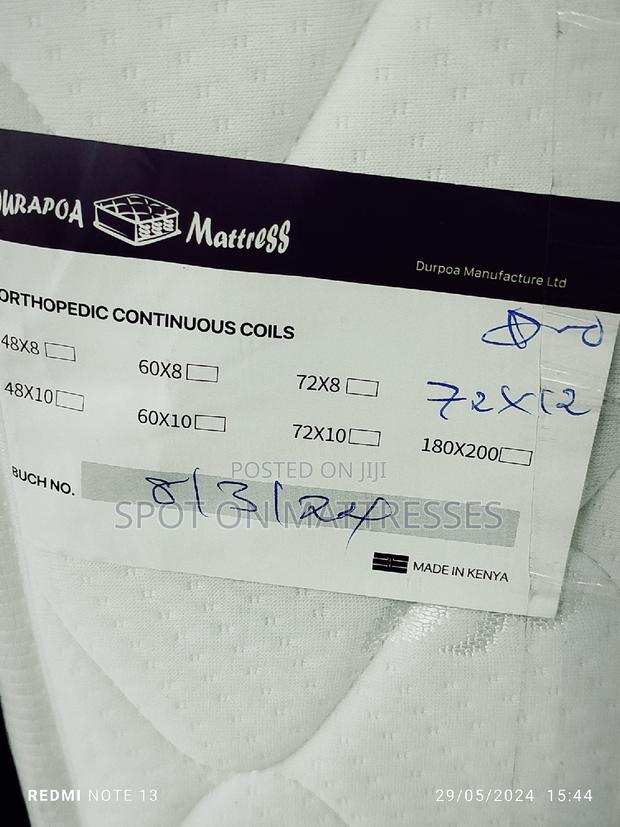 DURAPOA Mattress
Durpoa Manufacture Ltd
ORTHOPEDIC CONTINUOUS COILS
48X8 60X8 72X8 72X12
48X10 60X10 72X10 180X200
BUCH NO. 8/3/24
POSTED ON JIJI
SPOT ON MATTRESSES
MADE IN KENYA
REDMI NOTE 13
29/05/2024 15:44